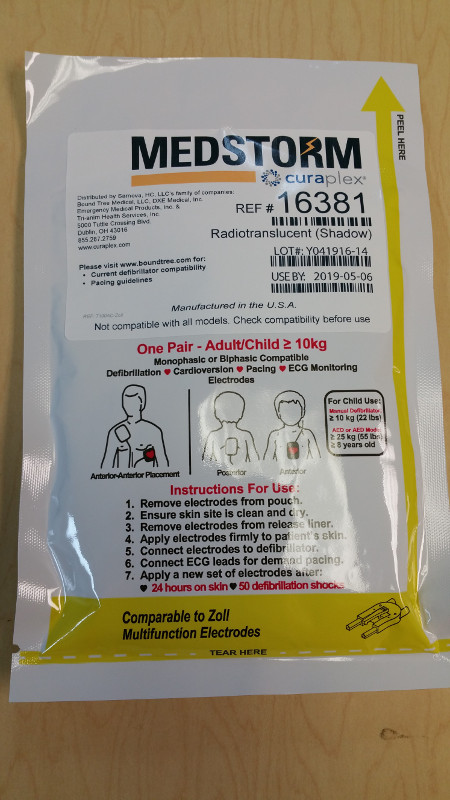 PEEL HERE
MEDSTORM
curaplex®
Distributed by Sarnova, HC, LLC's family of companies:
Bound Tree Medical, LLC, DXE Medical, Inc.
Emergency Medical Products, Inc. &
Tri-anim Health Services, Inc.
5000 Tuttle Crossing Blvd.
Dublin, OH 43016
855.267.2759
www.curaplex.com
REF # 16381
Radiotranslucent (Shadow)
LOT#: Y041916-14
USE BY: 2019-05-06
Please visit www.boundtree.com for:
• Current defibrillator compatibility
• Pacing guidelines
Manufactured in the U.S.A.
Not compatible with all models. Check compatibility before use
One Pair - Adult/Child ≥ 10kg
Monophasic or Biphasic Compatible
Defibrillation ♥ Cardioversion ♥ Pacing ♥ ECG Monitoring
Electrodes
For Child Use:
Manual Defibrillator
≥ 10 kg (22 lbs)
AED or AED Mode
≥ 25 kg (55 lbs)
≥ 8 years old
Anterior-Anterior Placement
Posterior
Anterior
Instructions For Use:
1. Remove electrodes from pouch.
2. Ensure skin site is clean and dry.
3. Remove electrodes from release liner.
4. Apply electrodes firmly to patient's skin.
5. Connect electrodes to defibrillator.
6. Connect ECG leads for demand pacing.
7. Apply a new set of electrodes after:
♥ 24 hours on skin ♥ 50 defibrillation shocks
Comparable to Zoll
Multifunction Electrodes
TEAR HERE